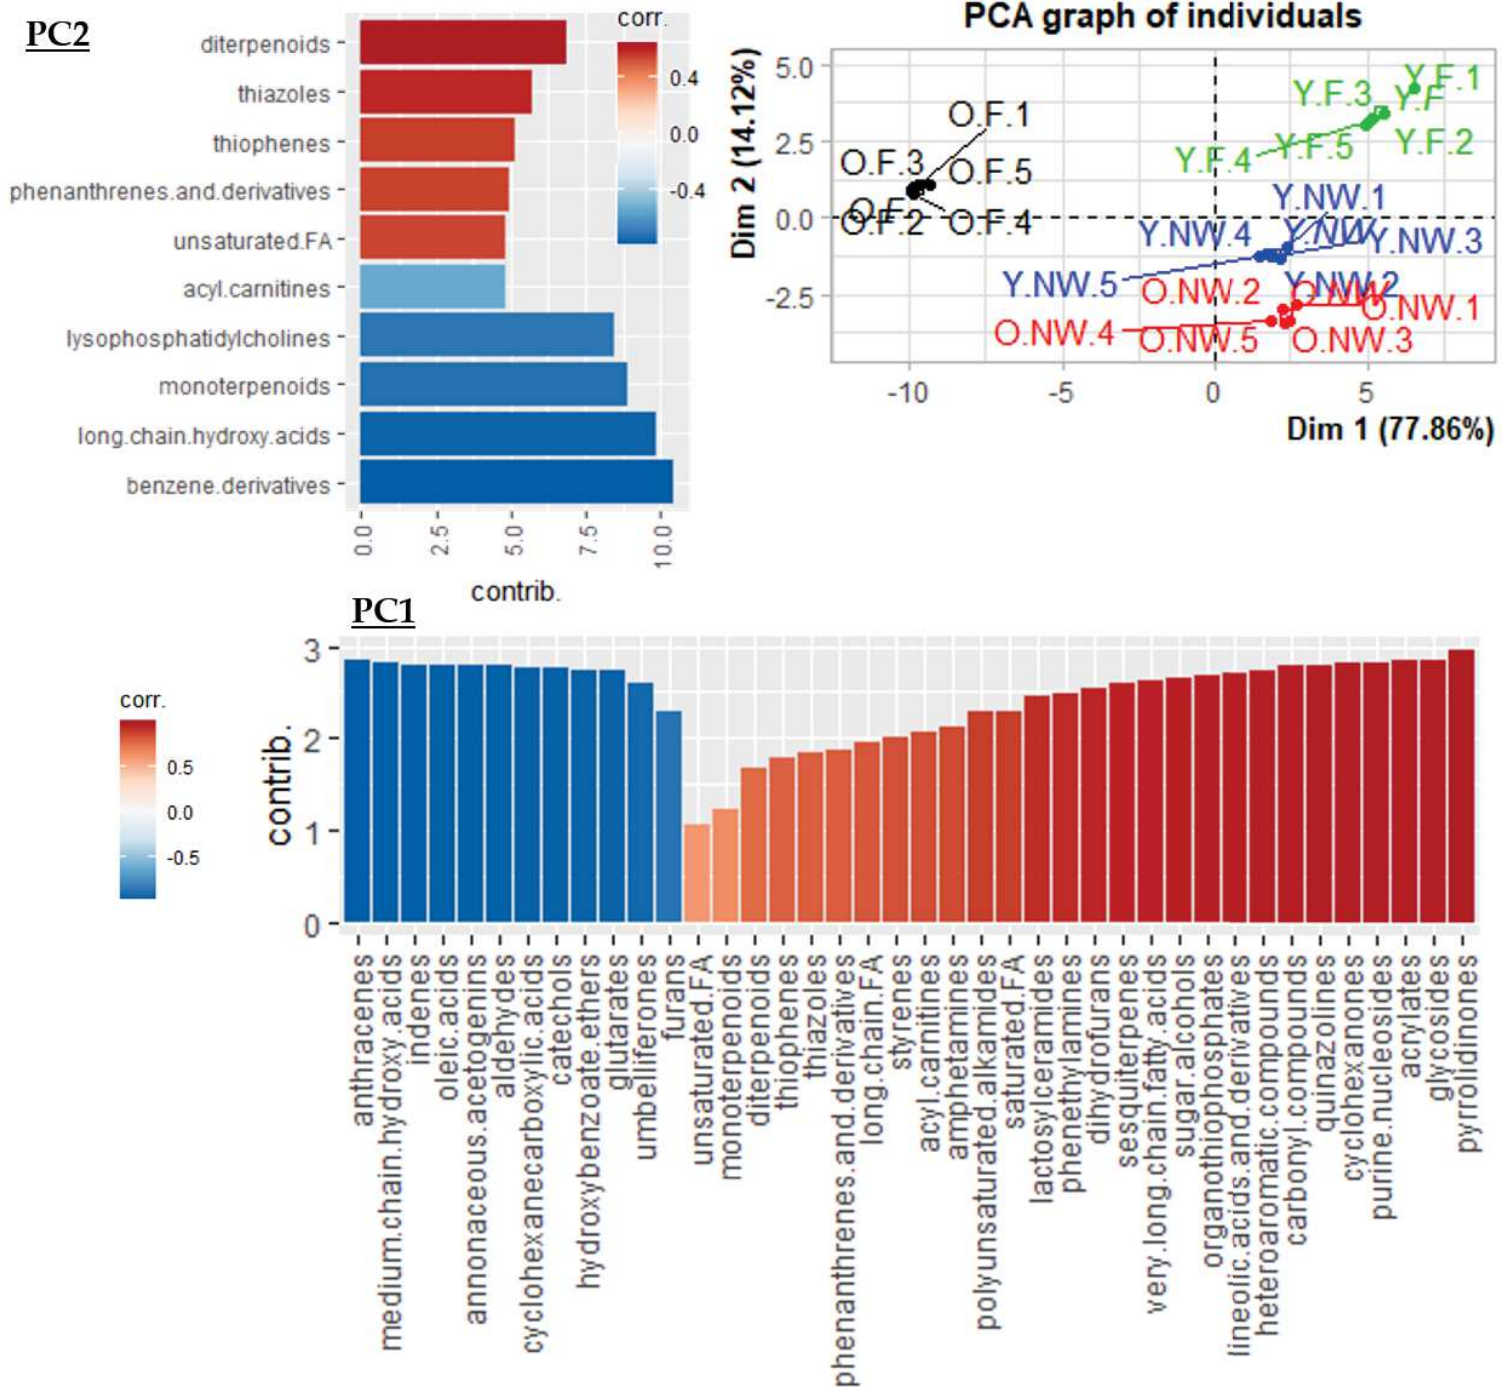 PC2
diterpenoids
thiazoles
thiophenes
phenanthrenes.and.derivatives
unsaturated.FA
acyl.carnitines
lysophosphatidylcholines
monoterpenoids
long.chain.hydroxy.acids
benzene.derivatives
0.0
2.5
5.0
7.5
10.0
contrib.
corr.
0.4
0.0
-0.4
PCA graph of individuals
Dim 2 (14.12%)
5.0
2.5
0.0
-2.5
O.F.1
O.F.3
O.F.5
O.F
O.F.2
O.F.4
Y.F.1
Y.F.3
Y.F
Y.F.2
Y.F.5
Y.F.4
Y.NW.1
Y.NW.4
Y.NW
Y.NW.3
Y.NW.5
Y.NW.2
O.NW.2
O.NW
O.NW.1
O.NW.4
O.NW.5
O.NW.3
-10
-5
0
5
Dim 1 (77.86%)
PC1
corr.
0.5
0.0
-0.5
contrib.
3
2
1
0
anthracenes
medium.chain.hydroxy.acids
indenes
oleic.acids
annonaceous.acetogenins
aldehydes
cyclohexanecarboxylic.acids
catechols
hydroxybenzoate.ethers
glutarates
umbelliferones
furans
unsaturated.FA
monoterpenoids
diterpenoids
thiophenes
thiazoles
phenanthrenes.and.derivatives
long.chain.FA
styrenes
acyl.carnitines
amphetamines
polyunsaturated.alkamides
saturated.FA
lactosylceramides
phenethylamines
dihydrofurans
sesquiterpenes
very.long.chain.fatty.acids
sugar.alcohols
organothiophosphates
lineolic.acids.and.derivatives
heteroaromatic.compounds
carbonyl.compounds
quinazolines
cyclohexanones
purine.nucleosides
acrylates
glycosides
pyrrolidinones